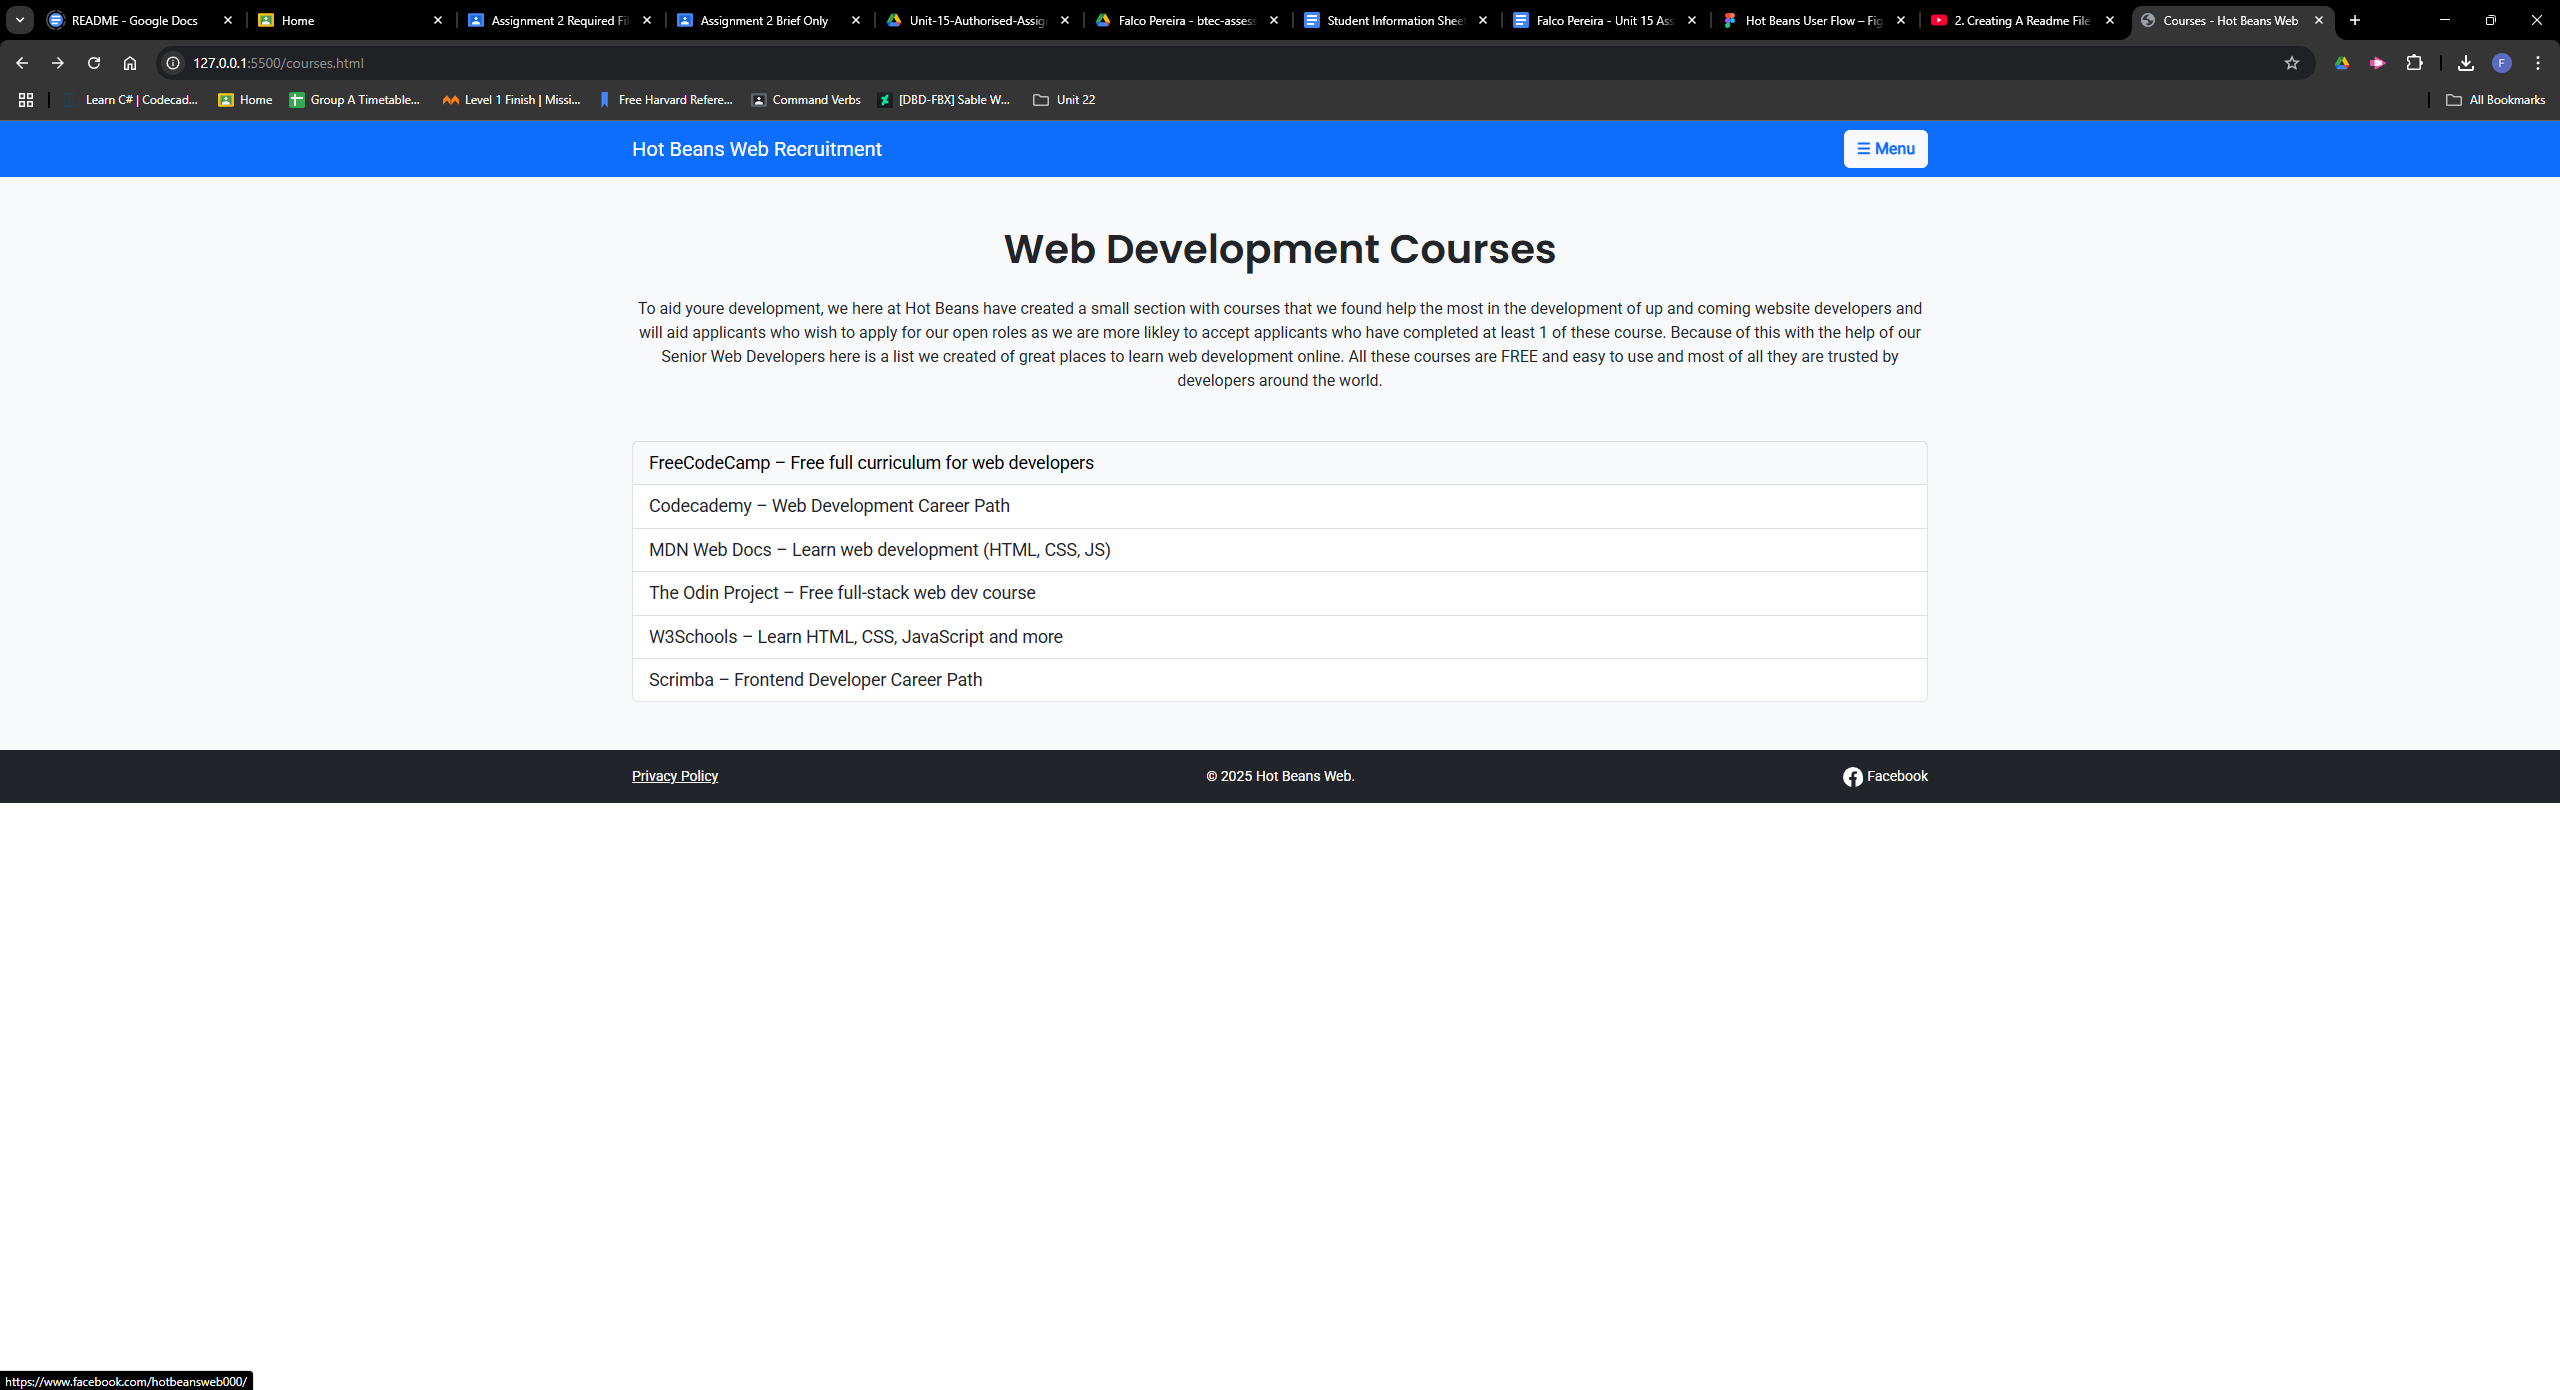 README - Google Docs
Home
Assignment 2 Required Fi
Assignment 2 Brief Only
Unit-15-Authorised-Assig
Falco Pereira - btec-assess
Student Information Shee
Falco Pereira - Unit 15 Ass
Hot Beans User Flow – Fig
2. Creating A Readme File
Courses - Hot Beans Web
127.0.0.1:5500/courses.html
F
Learn C# | Codecad...
Home
Group A Timetable...
Level 1 Finish | Missi...
Free Harvard Refere...
Command Verbs
[DBD-FBX] Sable W...
Unit 22
All Bookmarks
Hot Beans Web Recruitment
☰ Menu
Web Development Courses
To aid youre development, we here at Hot Beans have created a small section with courses that we found help the most in the development of up and coming website developers and
will aid applicants who wish to apply for our open roles as we are more likley to accept applicants who have completed at least 1 of these course. Because of this with the help of our
Senior Web Developers here is a list we created of great places to learn web development online. All these courses are FREE and easy to use and most of all they are trusted by
developers around the world.
FreeCodeCamp – Free full curriculum for web developers
Codecademy – Web Development Career Path
MDN Web Docs – Learn web development (HTML, CSS, JS)
The Odin Project – Free full-stack web dev course
W3Schools – Learn HTML, CSS, JavaScript and more
Scrimba – Frontend Developer Career Path
Privacy Policy
© 2025 Hot Beans Web.
Facebook
https://www.facebook.com/hotbeansweb000/